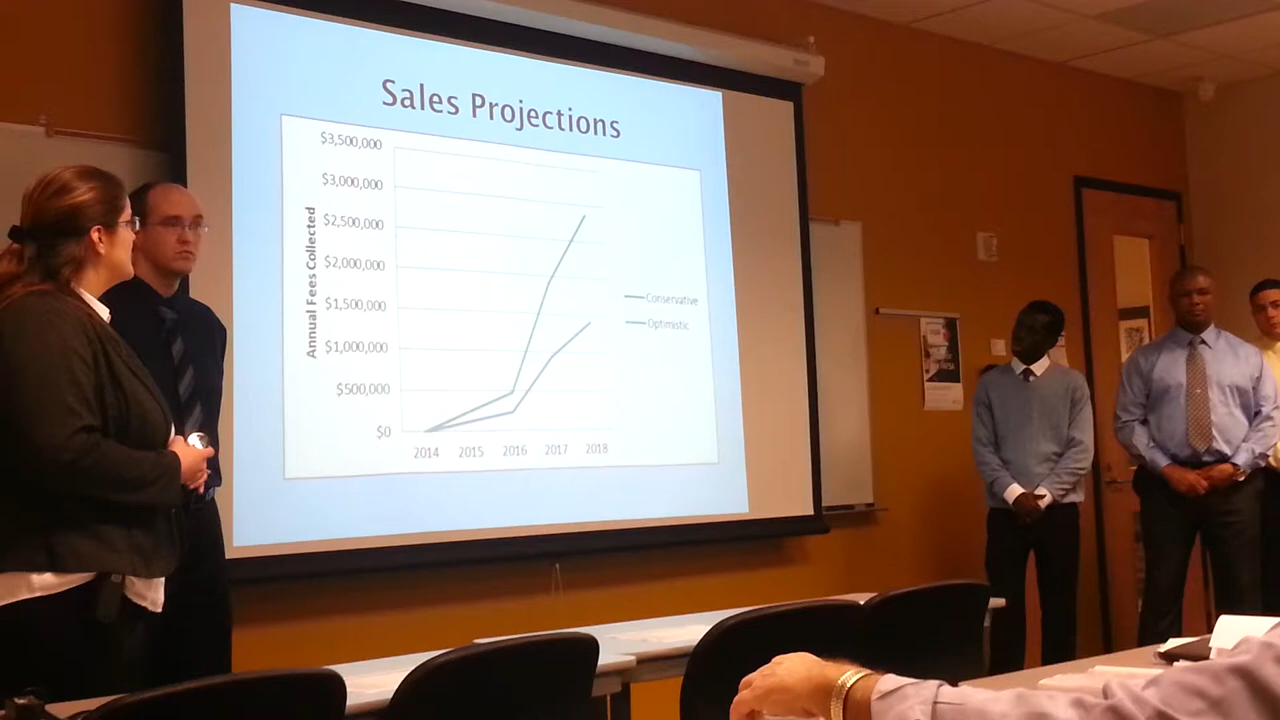 Sales Projections
$3,500,000
$3,000,000
$2,500,000
$2,000,000
$1,500,000
$1,000,000
$500,000
$0
Annual Fees Collected
2014 2015 2016 2017 2018
Conservative
Optimistic